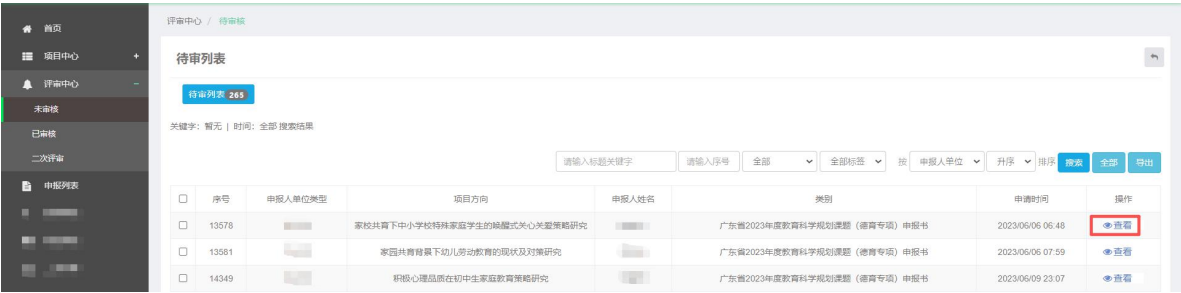 首页
项目中心 +
评审中心 -
未审核
已审核
二次评审
申报列表
评审中心 / 待审核
待审列表
待审列表 265
关键字：暂无 | 时间：全部 搜索结果
请输入标题关键字 请输入序号 全部 全部标签 按 申报人单位 升序 排序 搜索 全部 导出
序号 申报人单位类型 项目方向 申报人姓名 类别 申请时间 操作
13578 家校共育下中小学校特殊家庭学生的唤醒式关心关爱策略研究 广东省2023年度教育科学规划课题（德育专项）申报书 2023/06/06 06:48 查看
13581 家园共育背景下幼儿劳动教育的现状及对策研究 广东省2023年度教育科学规划课题（德育专项）申报书 2023/06/06 07:59 查看
14349 积极心理品质在初中生家庭教育策略研究 广东省2023年度教育科学规划课题（德育专项）申报书 2023/06/09 23:07 查看